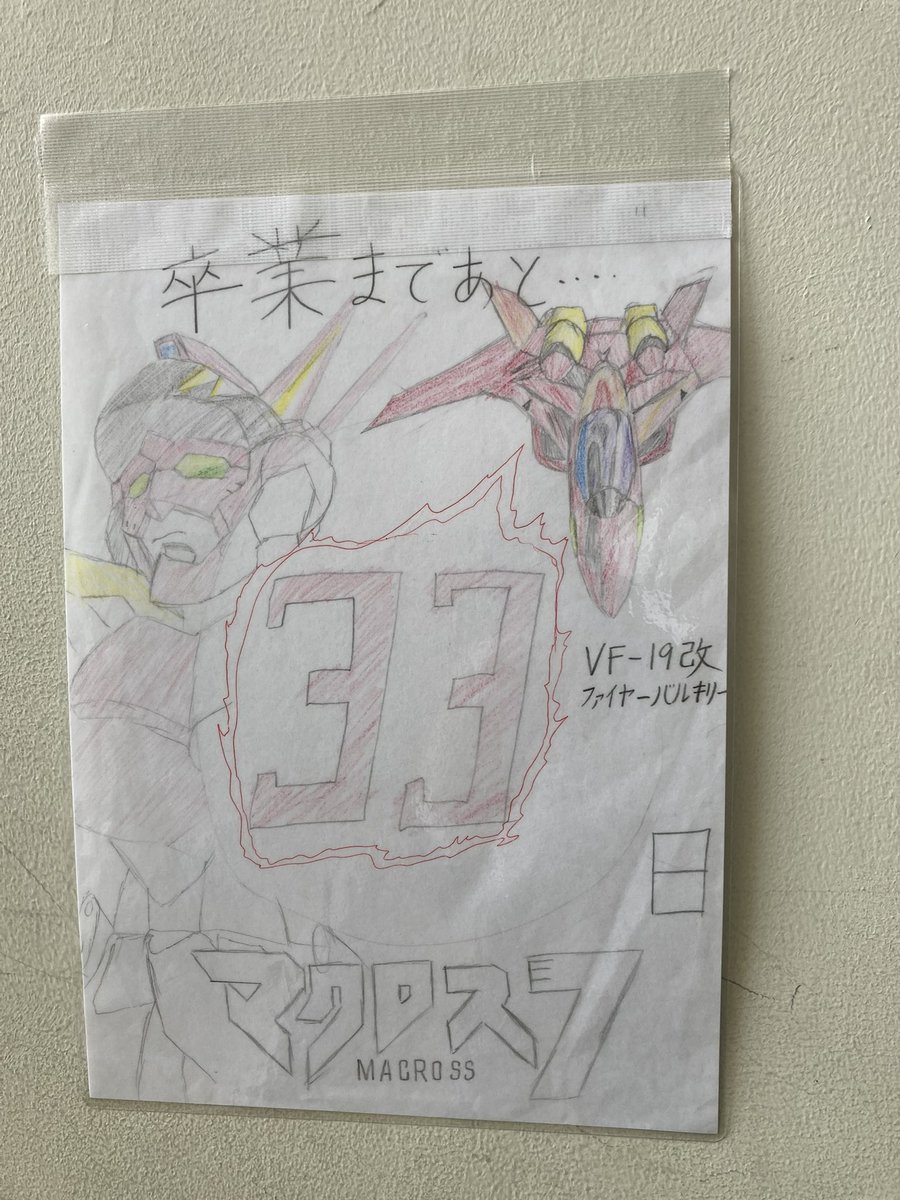 卒業まであと‥‥‥
33
VF-19改
ファイヤーバルキリー
日
マクロス7
MACROSS